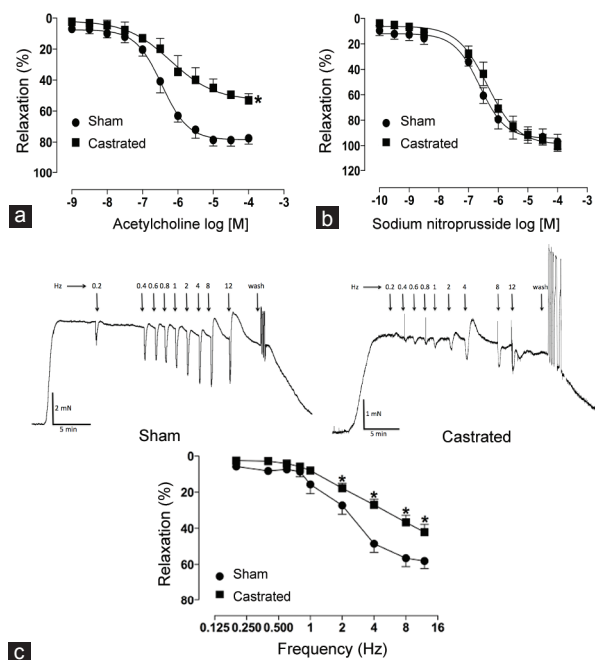 0
20
40
60
80
100
Relaxation (%)
Sham
Castrated
*
-9 -8 -7 -6 -5 -4 -3
Acetylcholine log [M]
a
0
20
40
60
80
100
120
Relaxation (%)
Sham
Castrated
-10 -9 -8 -7 -6 -5 -4 -3
Sodium nitroprusside log [M]
b
Hz 0.2 0.4 0.6 0.8 1 2 4 8 12 wash
2 mN
5 min
Sham
Hz 0.2 0.4 0.6 0.8 1 2 4 8 12 wash
1 mN
5 min
Castrated
0
20
40
60
80
Relaxation (%)
* * * *
Sham
Castrated
0.125 0.250 0.500 1 2 4 8 16
Frequency (Hz)
c